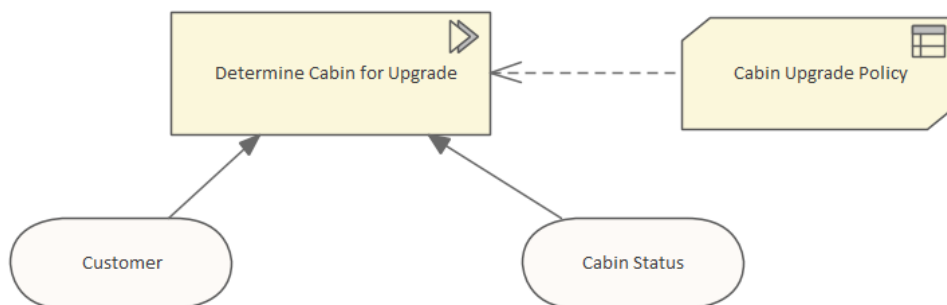 Determine Cabin for Upgrade
Cabin Upgrade Policy
Customer
Cabin Status